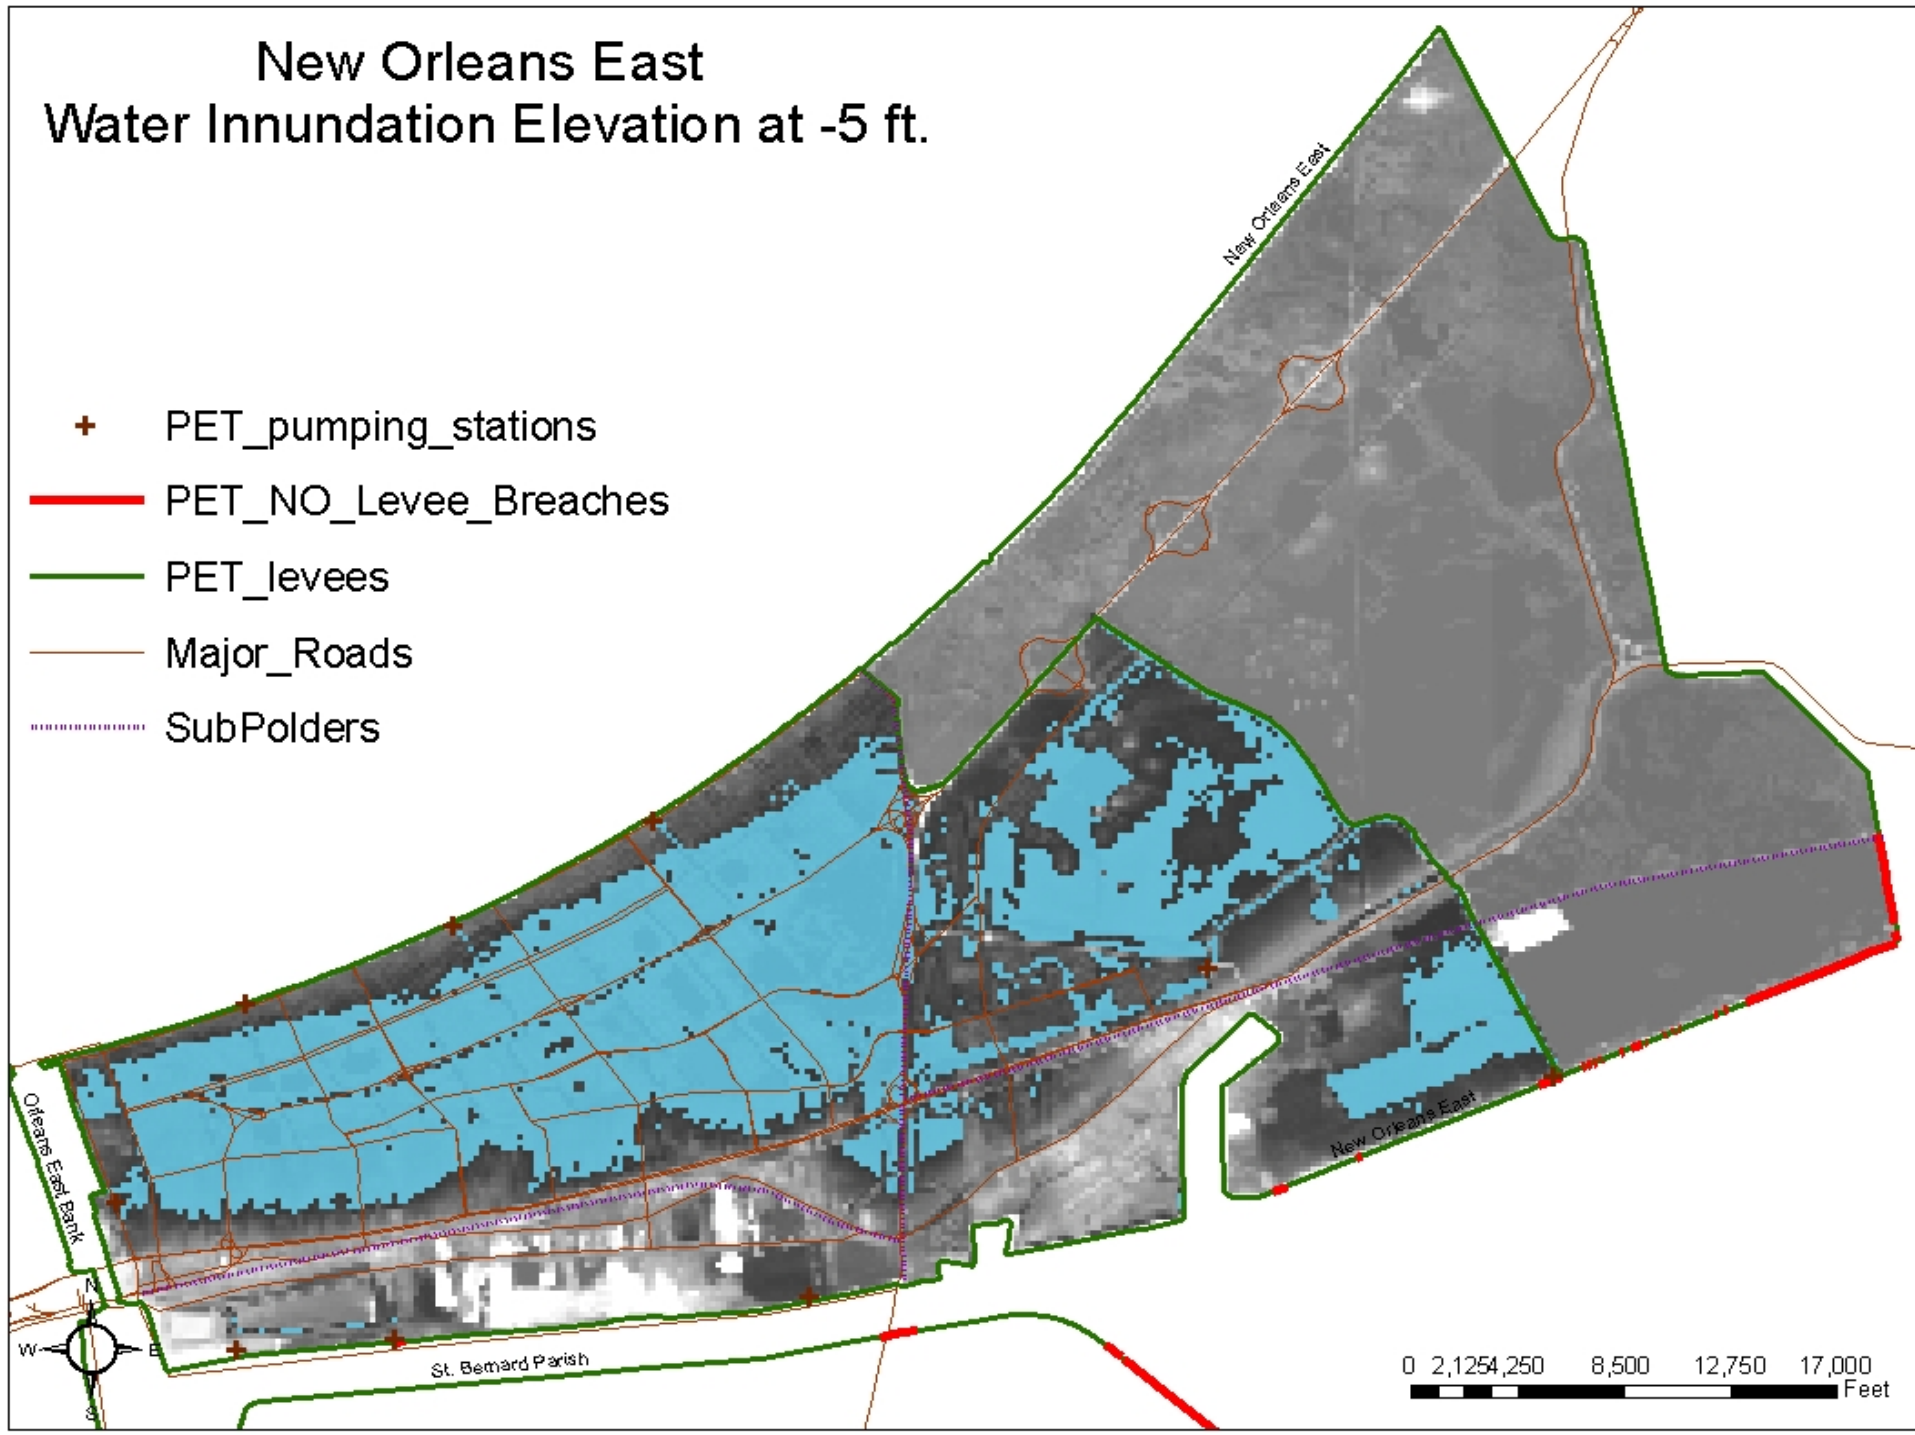 New Orleans East
Water Innundation Elevation at -5 ft.
New Orleans East
PET_pumping_stations
PET_NO_Levee_Breaches
PET_levees
Major_Roads
SubPolders
Orleans East Bank
New Orleans East
N
W
E
S
St. Bernard Parish
0 2,1254,250 8,500 12,750 17,000
Feet